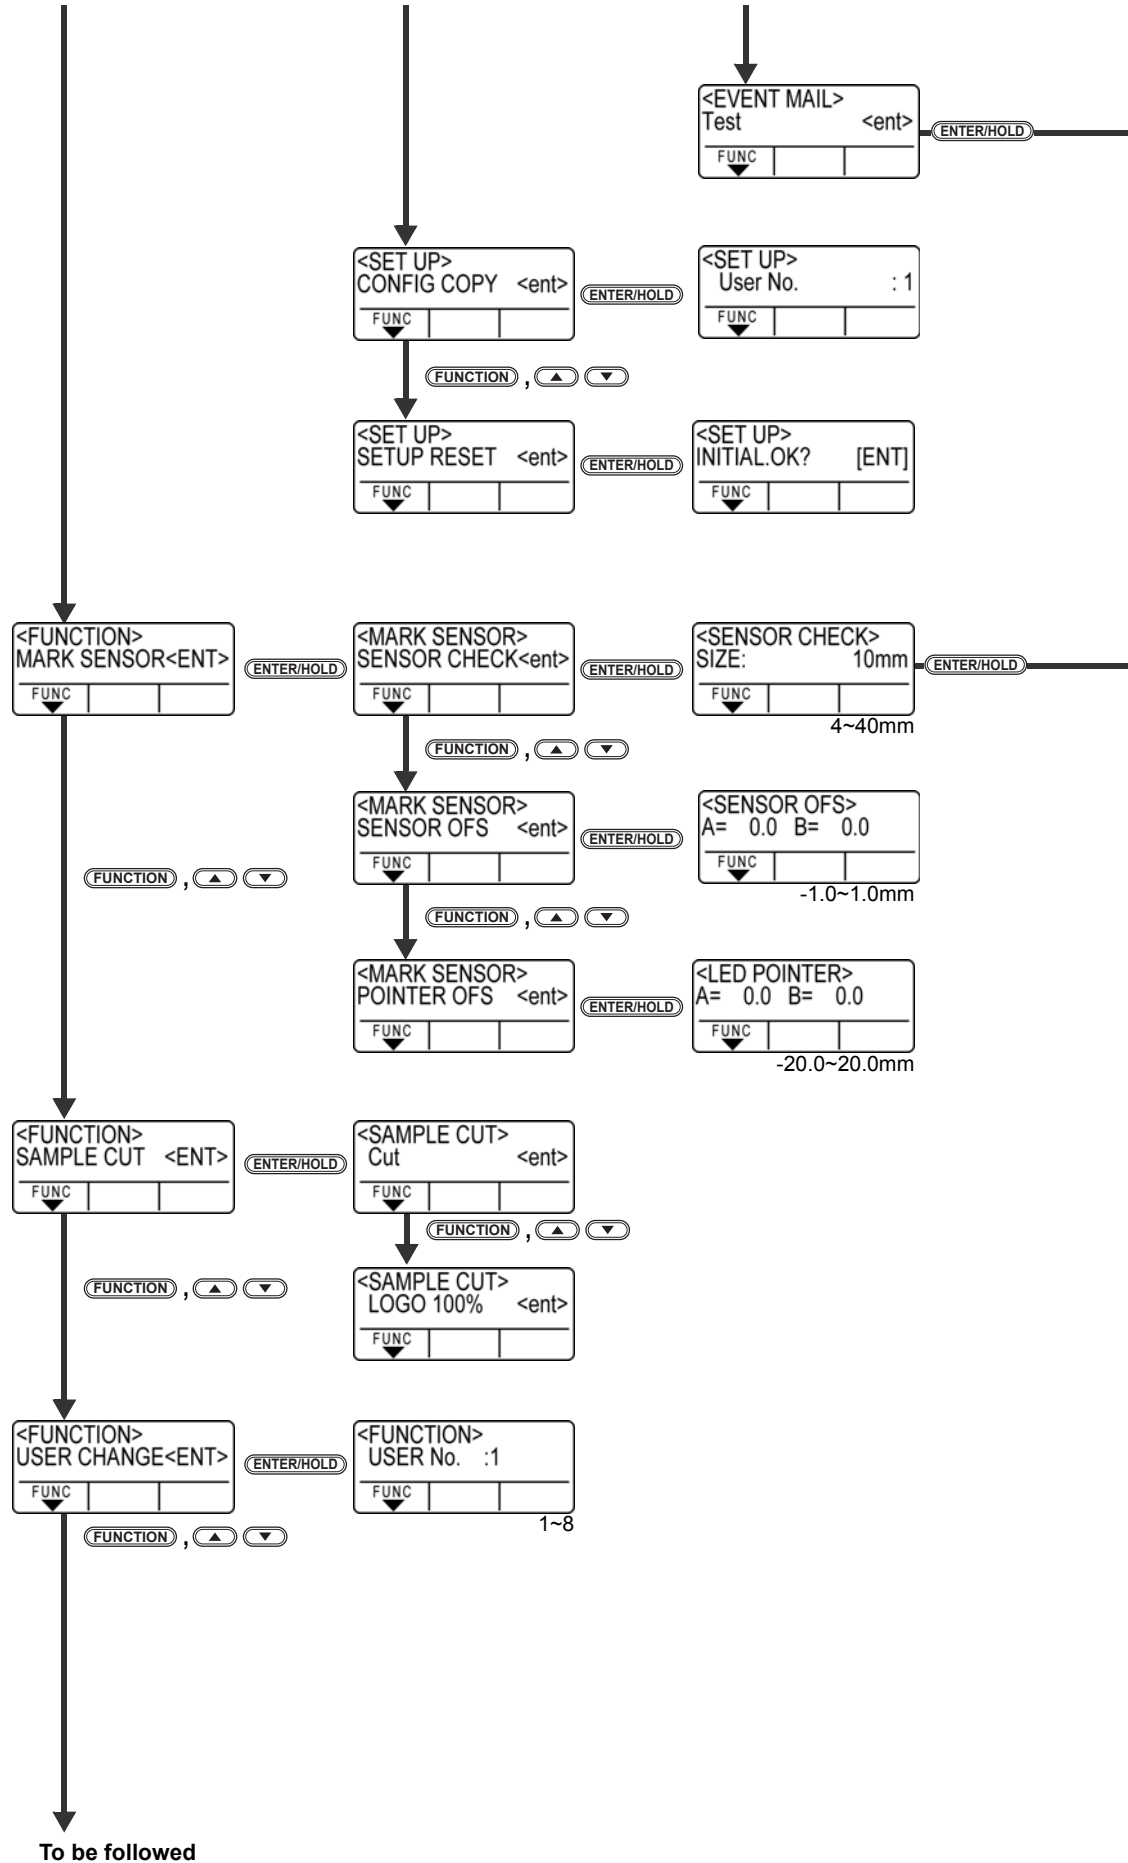 <EVENT MAIL>
Test <ent>
FUNC
ENTER/HOLD
<SET UP>
CONFIG COPY <ent>
FUNC
ENTER/HOLD
<SET UP>
User No. : 1
FUNC
FUNCTION , ▲ ▼
<SET UP>
SETUP RESET <ent>
FUNC
ENTER/HOLD
<SET UP>
INITIAL.OK? [ENT]
FUNC
<FUNCTION>
MARK SENSOR<ENT>
FUNC
ENTER/HOLD
<MARK SENSOR>
SENSOR CHECK<ent>
FUNC
ENTER/HOLD
<SENSOR CHECK>
SIZE: 10mm
FUNC
ENTER/HOLD
4~40mm
FUNCTION , ▲ ▼
<MARK SENSOR>
SENSOR OFS <ent>
FUNC
ENTER/HOLD
<SENSOR OFS>
A= 0.0 B= 0.0
FUNC
-1.0~1.0mm
FUNCTION , ▲ ▼
FUNCTION , ▲ ▼
<MARK SENSOR>
POINTER OFS <ent>
FUNC
ENTER/HOLD
<LED POINTER>
A= 0.0 B= 0.0
FUNC
-20.0~20.0mm
<FUNCTION>
SAMPLE CUT <ENT>
FUNC
ENTER/HOLD
<SAMPLE CUT>
Cut <ent>
FUNC
FUNCTION , ▲ ▼
FUNCTION , ▲ ▼
<SAMPLE CUT>
LOGO 100% <ent>
FUNC
<FUNCTION>
USER CHANGE<ENT>
FUNC
ENTER/HOLD
<FUNCTION>
USER No. :1
FUNC
1~8
FUNCTION , ▲ ▼
To be followed